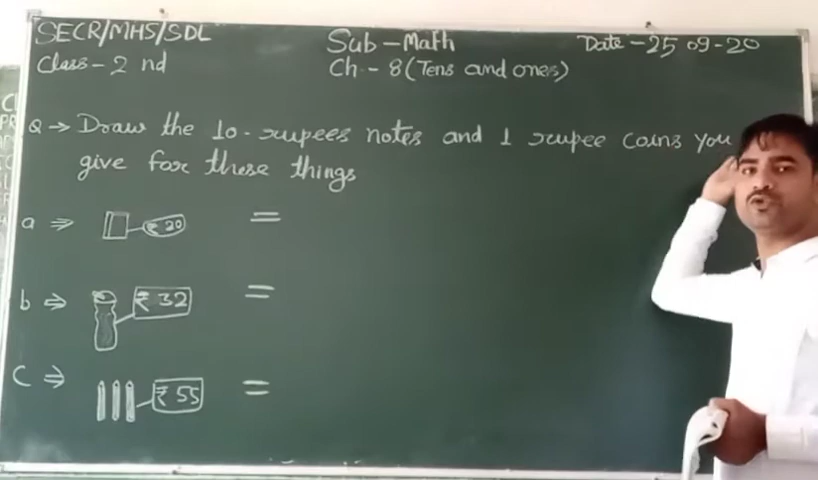 SECR/MHS/SDL
Sub - Math
Date - 25 09-20
Class - 2 nd
Ch - 8 (Tens and ones)
Q → Draw the 10-rupees notes and 1 rupee coins you
give for these things
a ⇒ ₹ 20 =
b ⇒ ₹ 32 =
C ⇒ ₹ 55 =